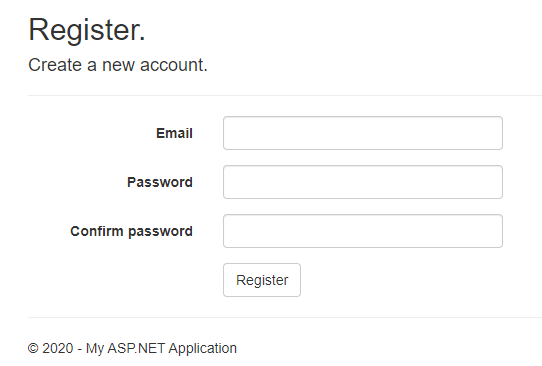 Register.
Create a new account.
Email
Password
Confirm password
Register
© 2020 - My ASP.NET Application